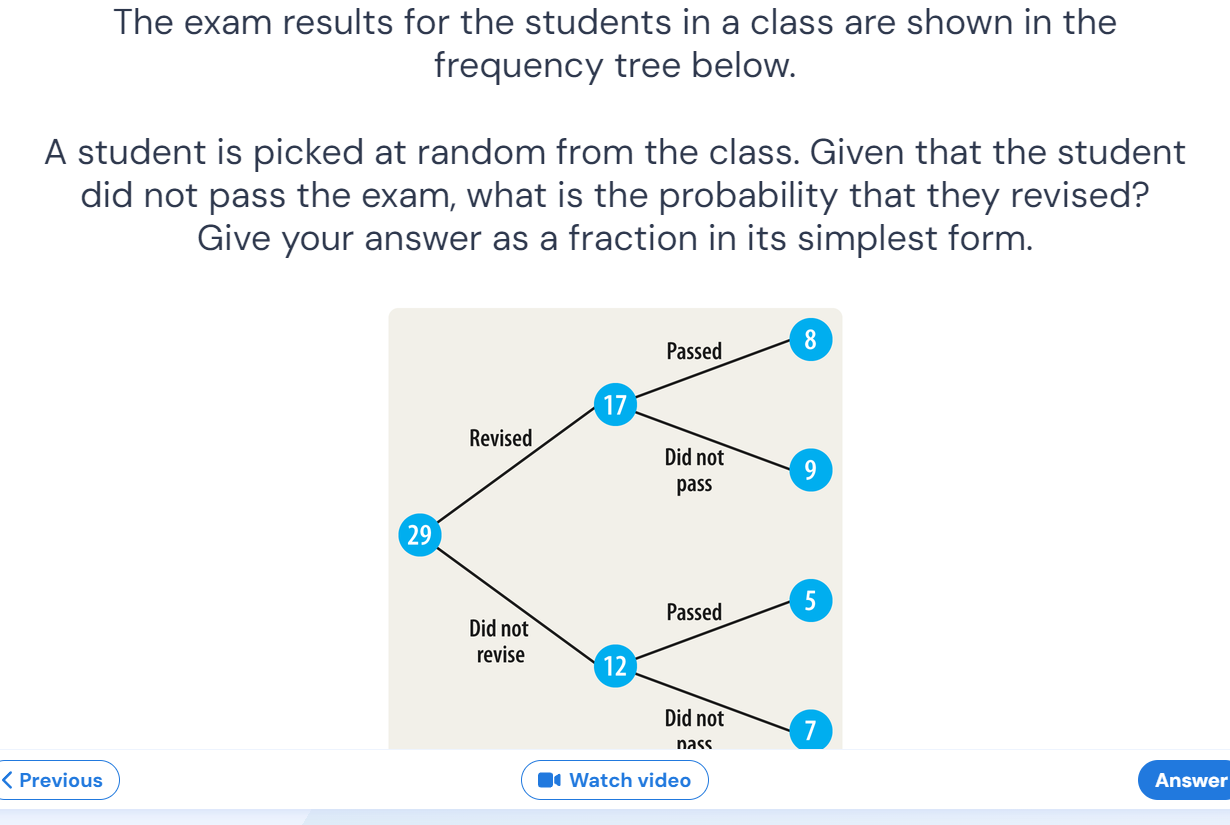 The exam results for the students in a class are shown in the
frequency tree below.
A student is picked at random from the class. Given that the student
did not pass the exam, what is the probability that they revised?
Give your answer as a fraction in its simplest form.
8
Passed
17
Revised
Did not
pass
9
29
Passed
5
Did not
revise
12
Did not
pass
7
Previous
Watch video
Answer